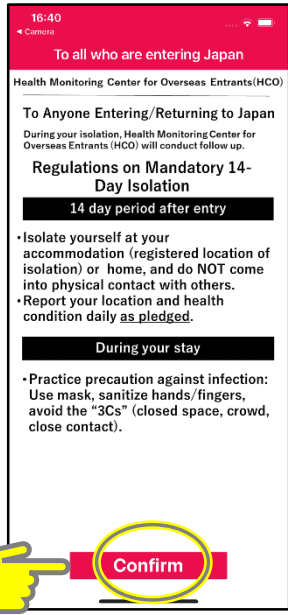 16:40
◀ Camera
To all who are entering Japan
Health Monitoring Center for Overseas Entrants(HCO)
To Anyone Entering/Returning to Japan
During your isolation, Health Monitoring Center for
Overseas Entrants (HCO) will conduct follow up.
Regulations on Mandatory 14-
Day Isolation
14 day period after entry
・Isolate yourself at your
accommodation (registered location of
isolation) or home, and do NOT come
into physical contact with others.
・Report your location and health
condition daily as pledged.
During your stay
・Practice precaution against infection:
Use mask, sanitize hands/fingers,
avoid the “3Cs” (closed space, crowd,
close contact).
Confirm